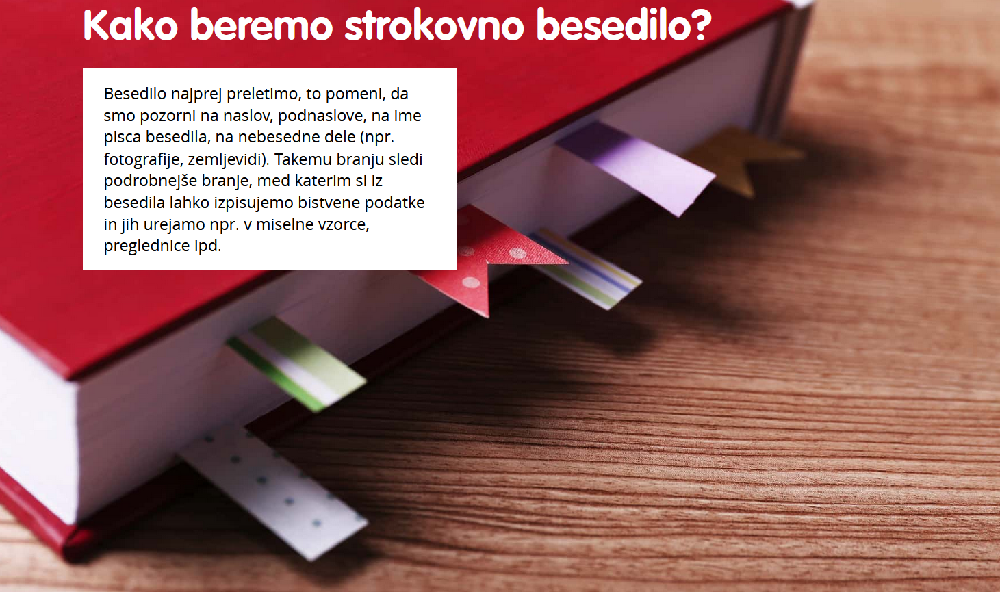 Kako beremo strokovno besedilo?
Besedilo najprej preletimo, to pomeni, da
smo pozorni na naslov, podnaslove, na ime
pisca besedila, na nebesedne dele (npr.
fotografije, zemljevidi). Takemu branju sledi
podrobnejše branje, med katerim si iz
besedila lahko izpisujemo bistvene podatke
in jih urejamo npr. v miselne vzorce,
preglednice ipd.